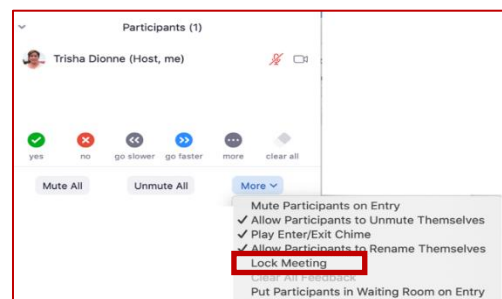 Participants (1)
Trisha Dionne (Host, me)
yes no go slower go faster more clear all
Mute All Unmute All More
Mute Participants on Entry
✓ Allow Participants to Unmute Themselves
✓ Play Enter/Exit Chime
✓ Allow Participants to Rename Themselves
Lock Meeting
Clear All Feedback
Put Participants in Waiting Room on Entry